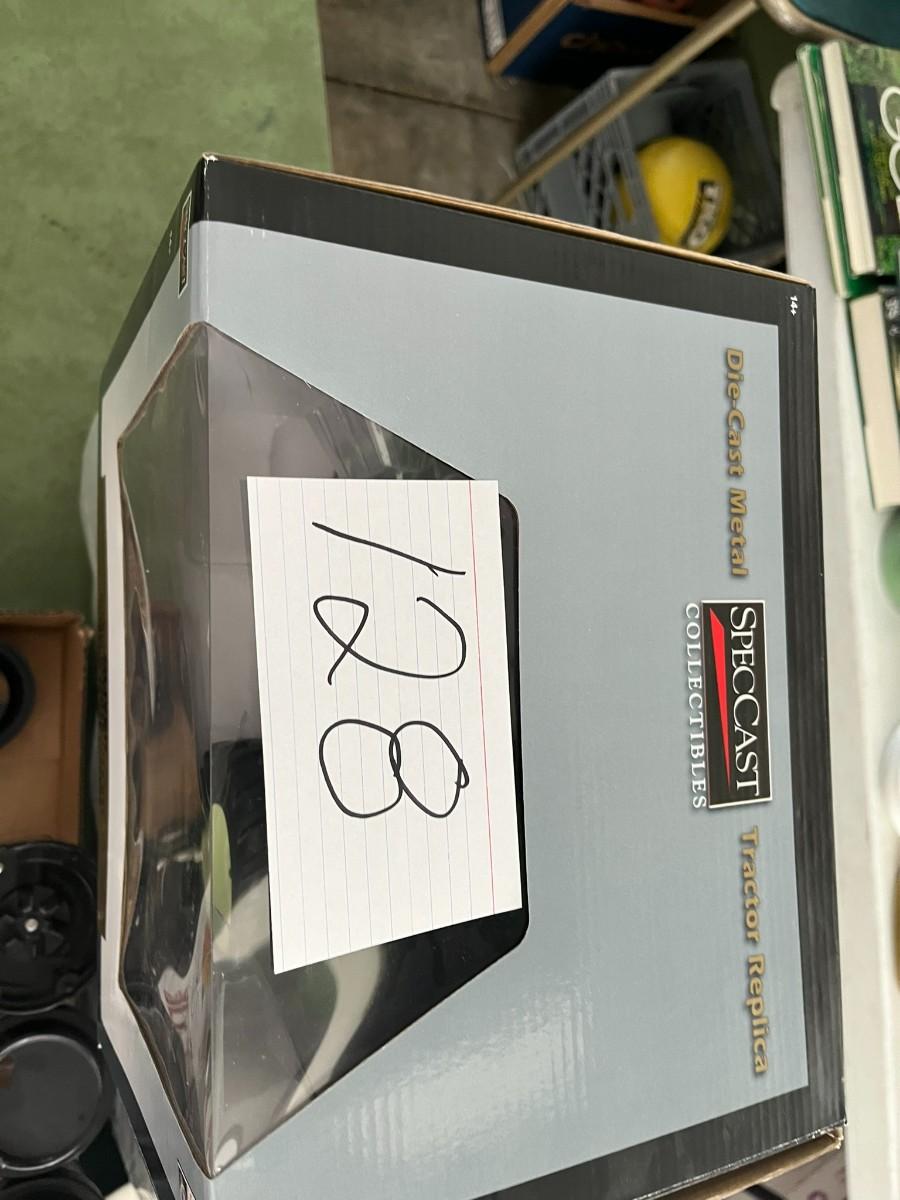 14+
Die-Cast Metal
SPECCAST
COLLECTIBLES
Tractor Replica
128